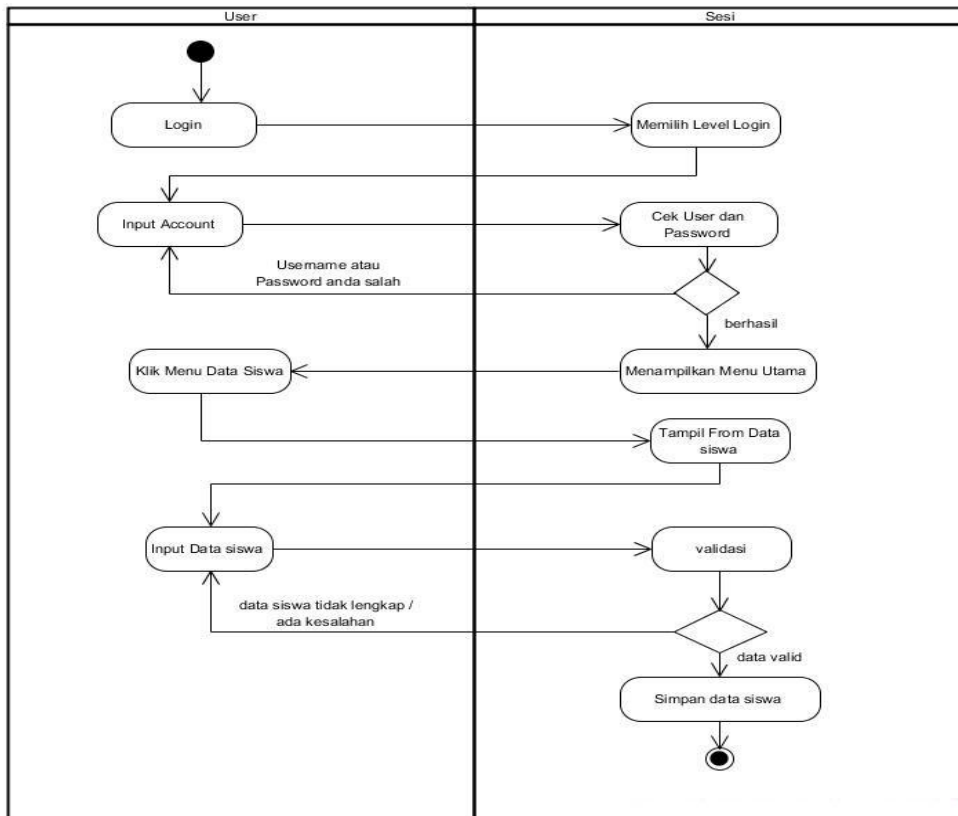 User
Sesi
Login
Memilih Level Login
Input Account
Cek User dan
Password
Username atau
Password anda salah
berhasil
Klik Menu Data Siswa
Menampilkan Menu Utama
Tampil From Data
siswa
Input Data siswa
validasi
data siswa tidak lengkap /
ada kesalahan
data valid
Simpan data siswa